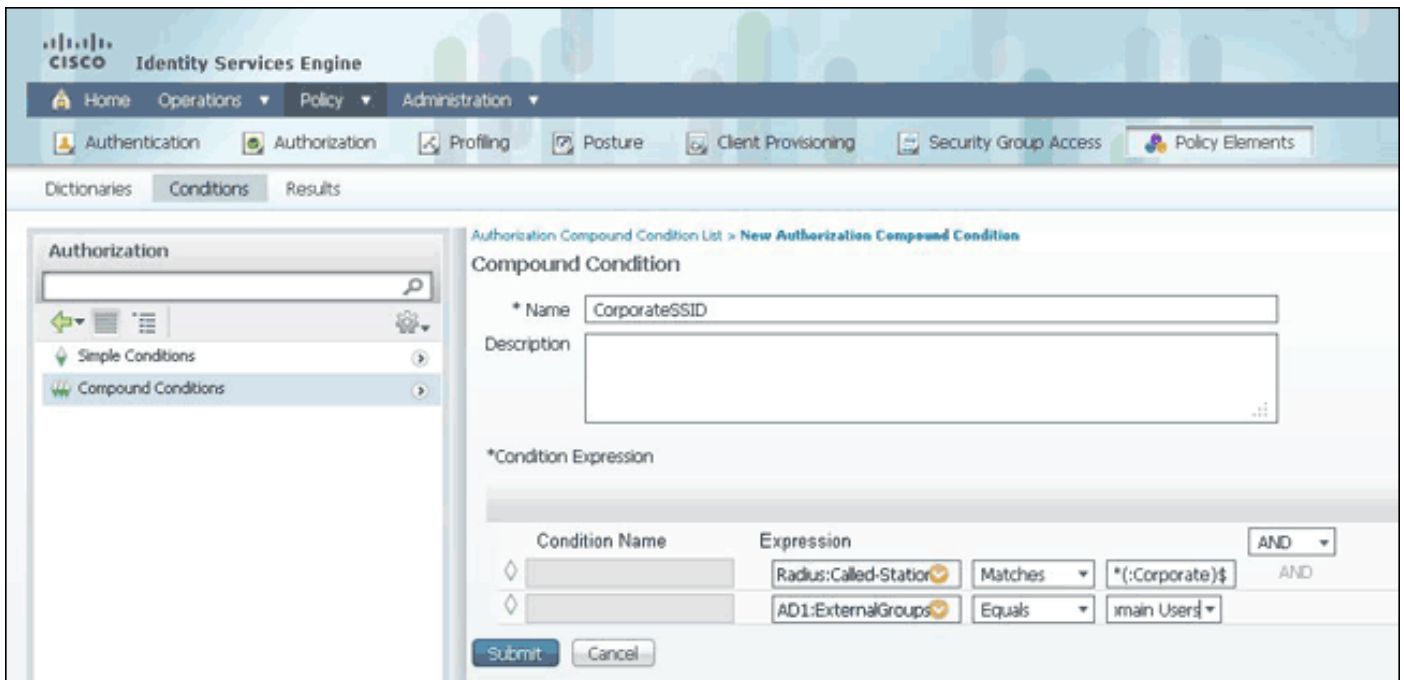 CISCO Identity Services Engine
Home Operations Policy Administration
Authentication Authorization Profiling Posture Client Provisioning Security Group Access Policy Elements
Dictionaries Conditions Results
Authorization
Simple Conditions
Compound Conditions
Authorization Compound Condition List > New Authorization Compound Condition
Compound Condition
* Name CorporateSSID
Description
*Condition Expression
Condition Name Expression AND
Radius:Called-Station Matches *(:Corporate)$ AND
AD1:ExternalGroups Equals main Users
Submit Cancel